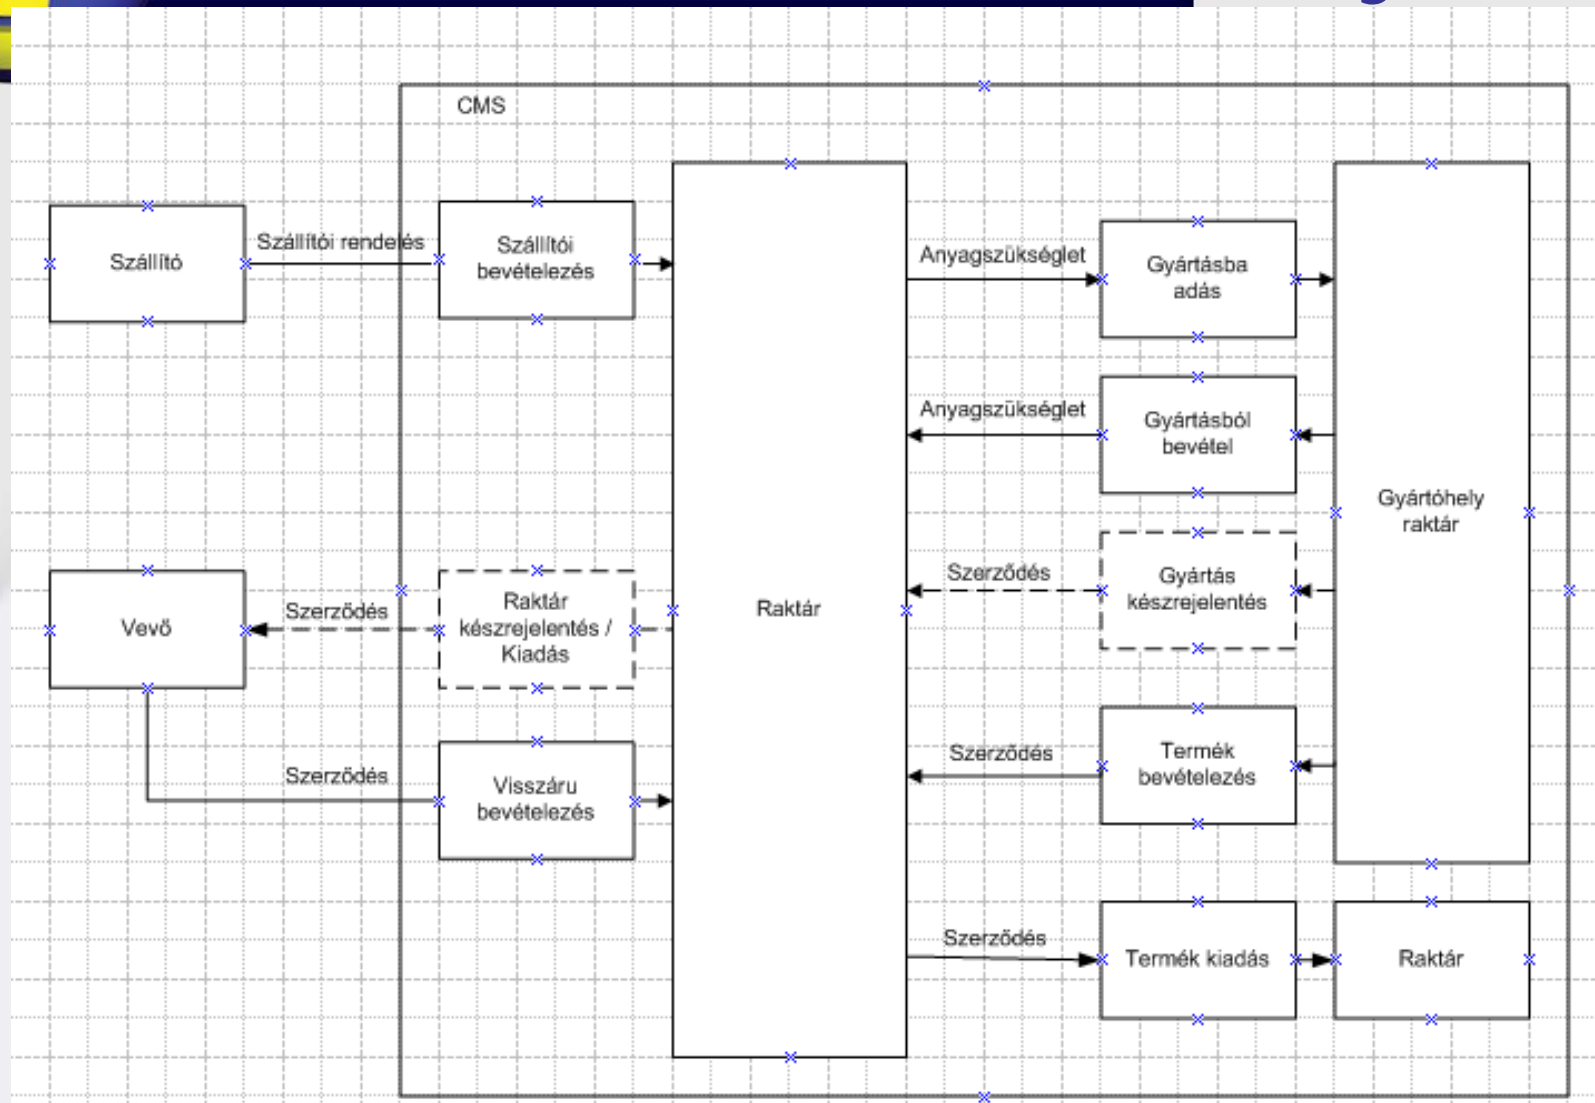 CMS
Szállító
Szállítói rendelés
Szállítói
bevételezés
Anyagszükséglet
Gyártásba
adás
Anyagszükséglet
Gyártásból
bevétel
Gyártóhely
raktár
Szerződés
Gyártás
készrejelentés
Vevő
Szerződés
Raktár
készrejelentés /
Kiadás
Raktár
Szerződés
Termék
bevételezés
Szerződés
Visszáru
bevételezés
Szerződés
Termék kiadás
Raktár